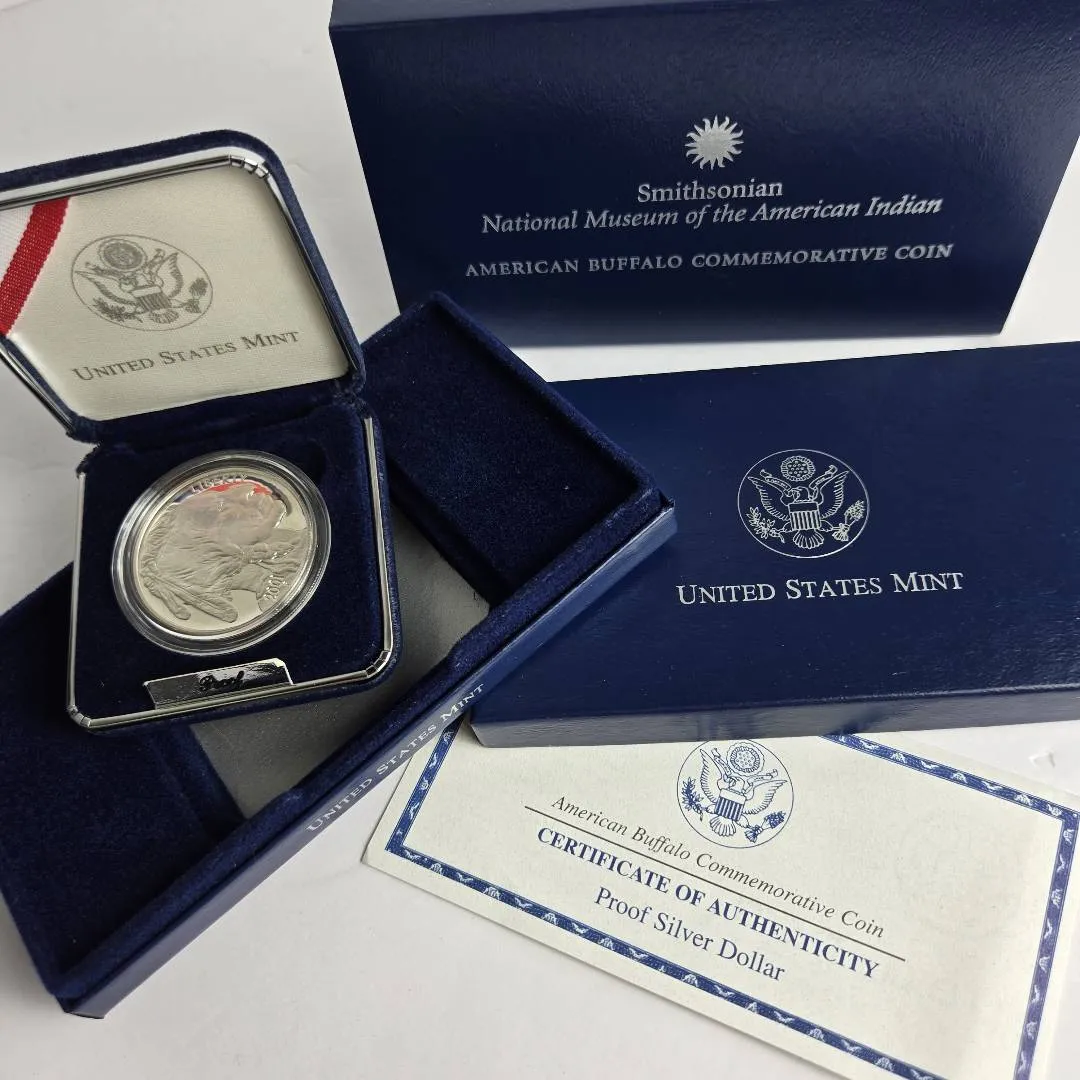 Smithsonian
National Museum of the American Indian
AMERICAN BUFFALO COMMEMORATIVE COIN
UNITED STATES MINT
LIBERTY
2001
Proof
UNITED STATES MINT
UNITED STATES MINT
American Buffalo Commemorative Coin
CERTIFICATE OF AUTHENTICITY
Proof Silver Dollar